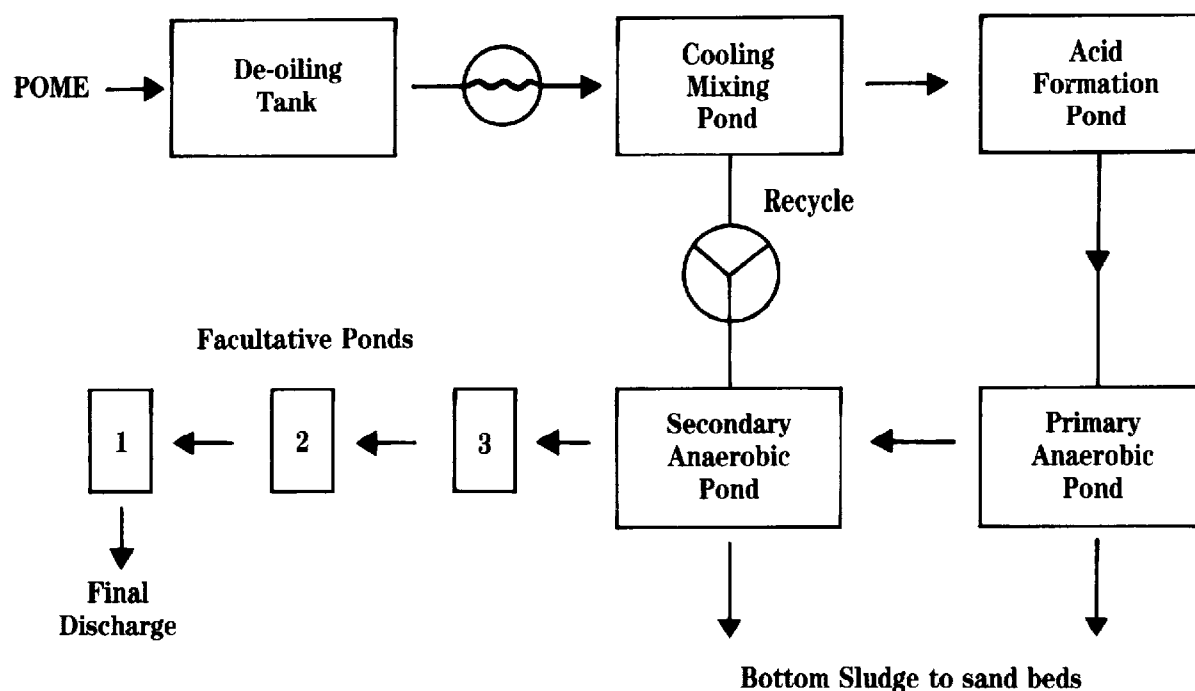 POME
De-oiling
Tank
Cooling
Mixing
Pond
Acid
Formation
Pond
Recycle
Facultative Ponds
1
2
3
Secondary
Anaerobic
Pond
Primary
Anaerobic
Pond
Final
Discharge
Bottom Sludge to sand beds